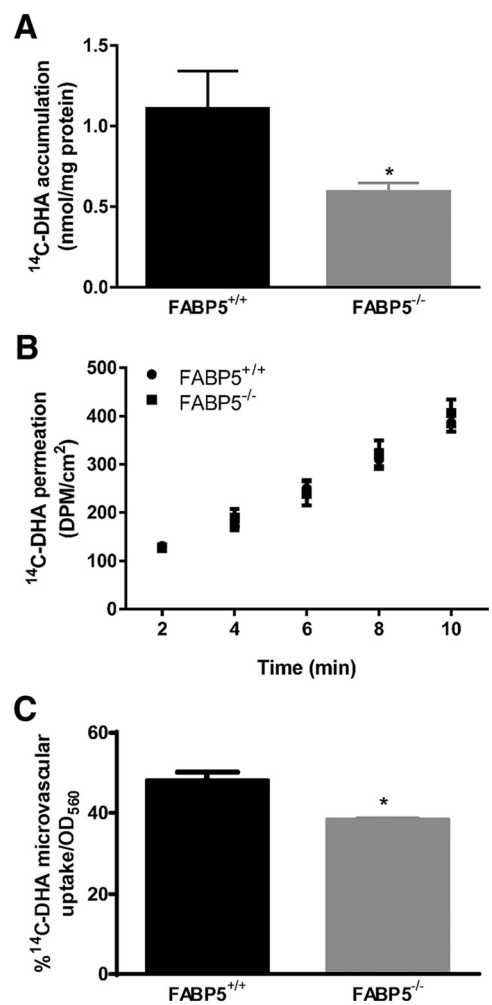 A
¹⁴C-DHA accumulation
(nmol/mg protein)
1.5
1.0
0.5
0.0
*
FABP5⁺/⁺
FABP5⁻/⁻
B
¹⁴C-DHA permeation
(DPM/cm²)
500
400
300
200
100
0
FABP5⁺/⁺
FABP5⁻/⁻
2 4 6 8 10
Time (min)
C
%¹⁴C-DHA microvascular
uptake/OD₅₆₀
60
40
20
0
*
FABP5⁺/⁺
FABP5⁻/⁻